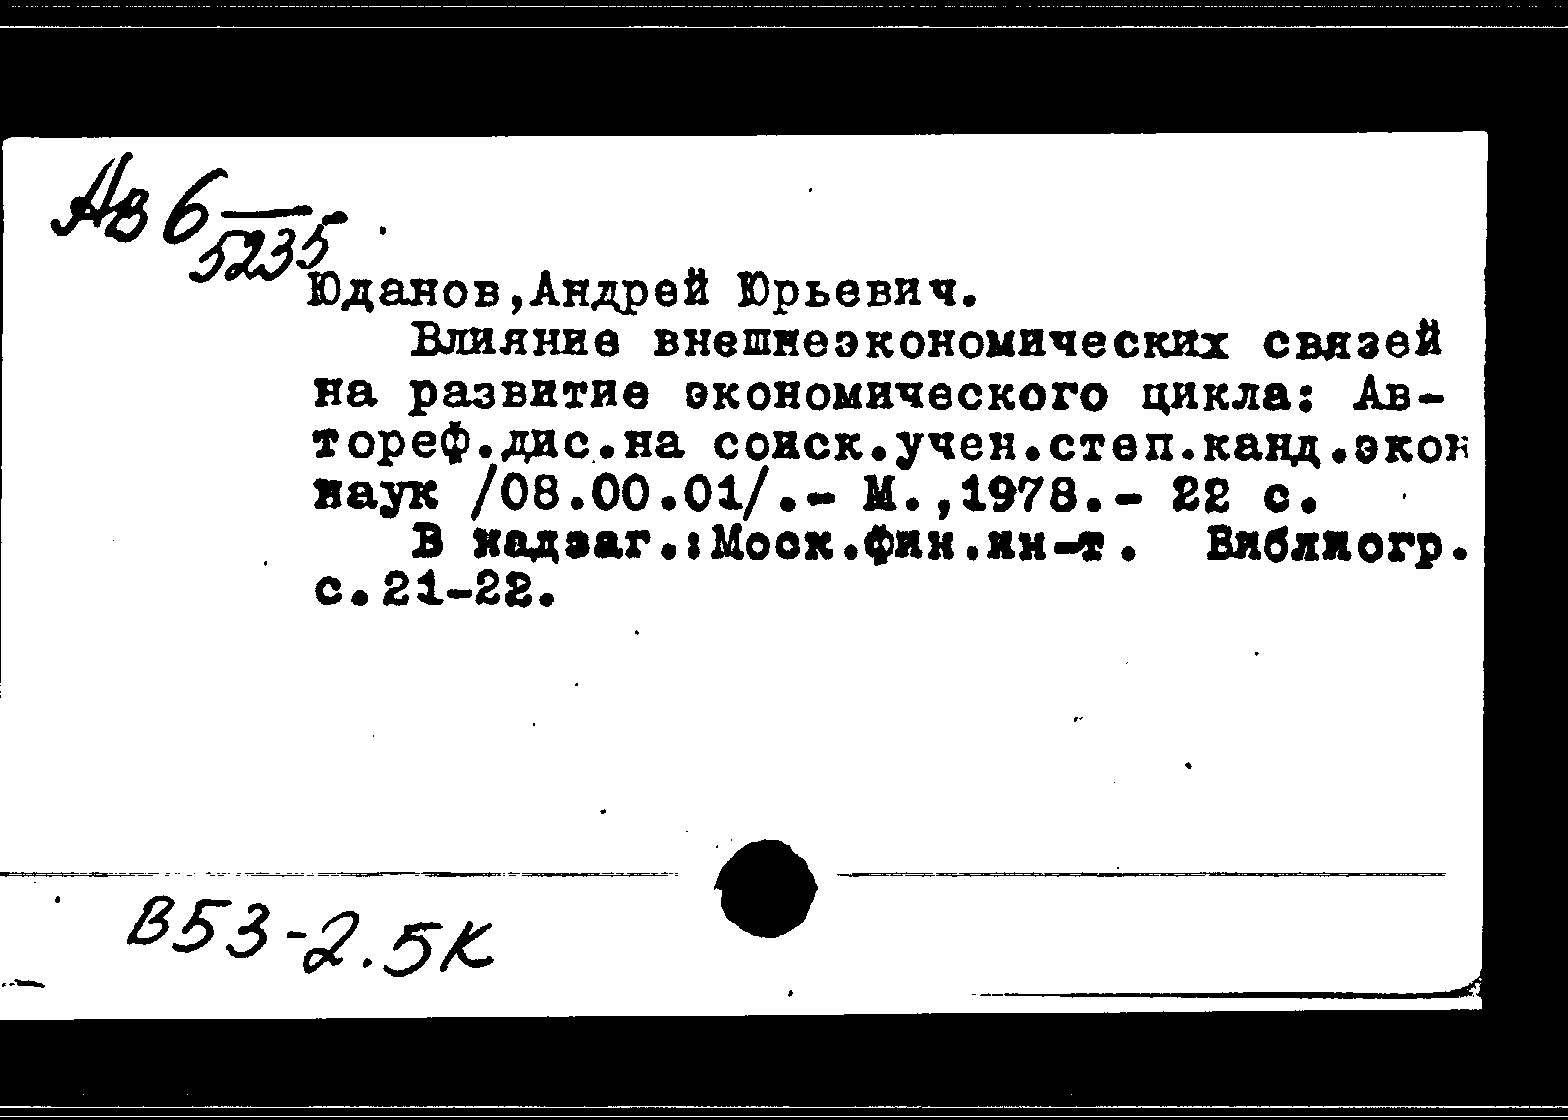 Ав 6
5235
Юданов,Андрей Юрьевич.
Влияние внешнеэкономических связей
на развитие экономического цикла: Ав-
тореф.дис.на соиск.учен.степ.канд.экон
наук /08.00.01/.- М.,1978.- 22 с.
В надзаг.:Моск.фин.ин-т. Библиогр.
с.21-22.
В53-2.5К